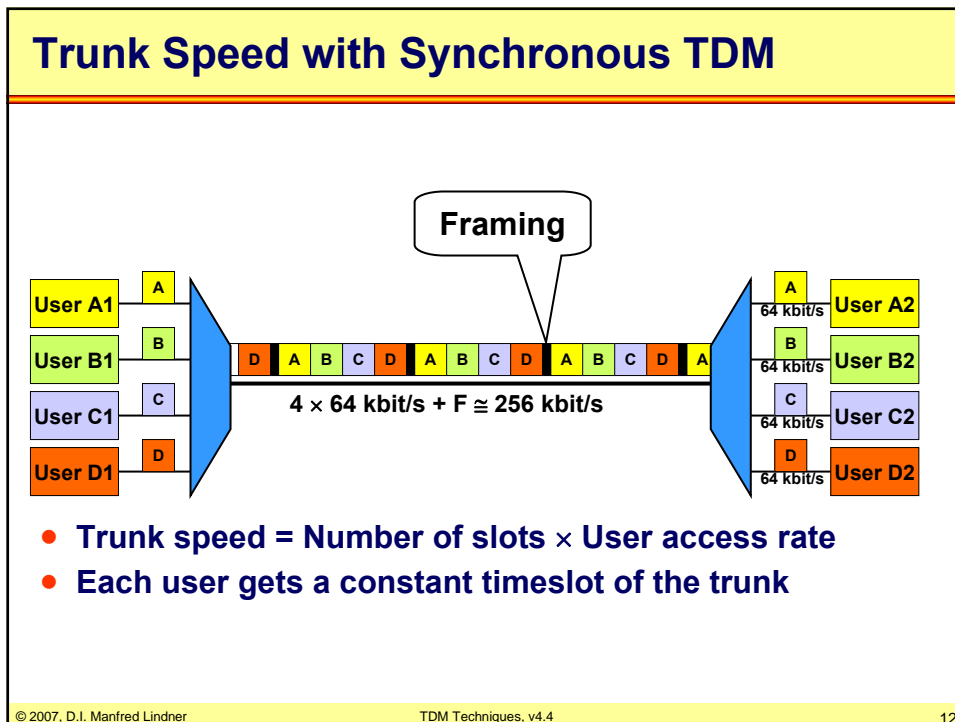 Trunk Speed with Synchronous TDM
Framing
User A1
A
User B1
B
User C1
C
User D1
D
D A B C D A B C D A B C D A
4 × 64 kbit/s + F ≅ 256 kbit/s
A
64 kbit/s
User A2
B
64 kbit/s
User B2
C
64 kbit/s
User C2
D
64 kbit/s
User D2
• Trunk speed = Number of slots × User access rate
• Each user gets a constant timeslot of the trunk
© 2007, D.I. Manfred Lindner
TDM Techniques, v4.4
12